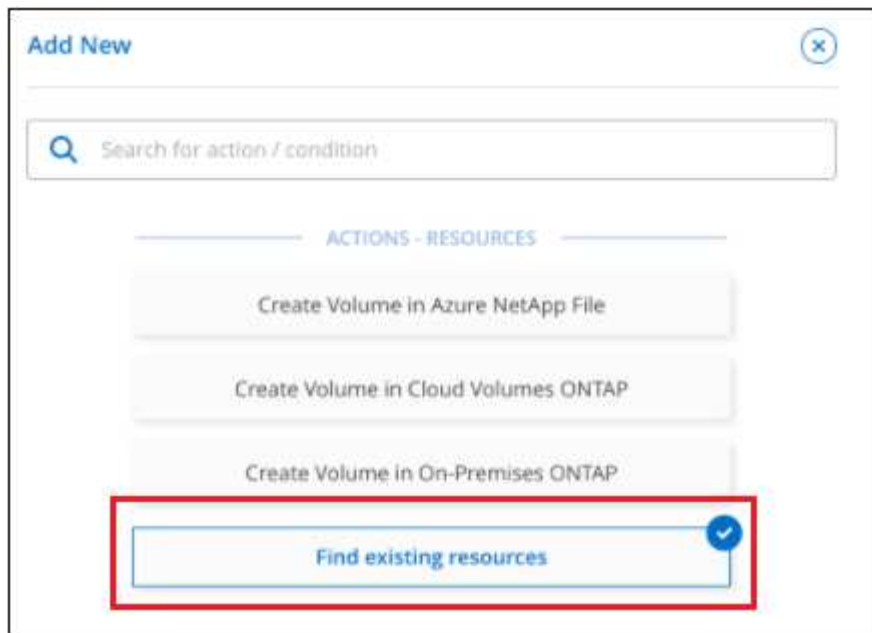 Add New
Search for action / condition
ACTIONS - RESOURCES
Create Volume in Azure NetApp File
Create Volume in Cloud Volumes ONTAP
Create Volume in On-Premises ONTAP
Find existing resources